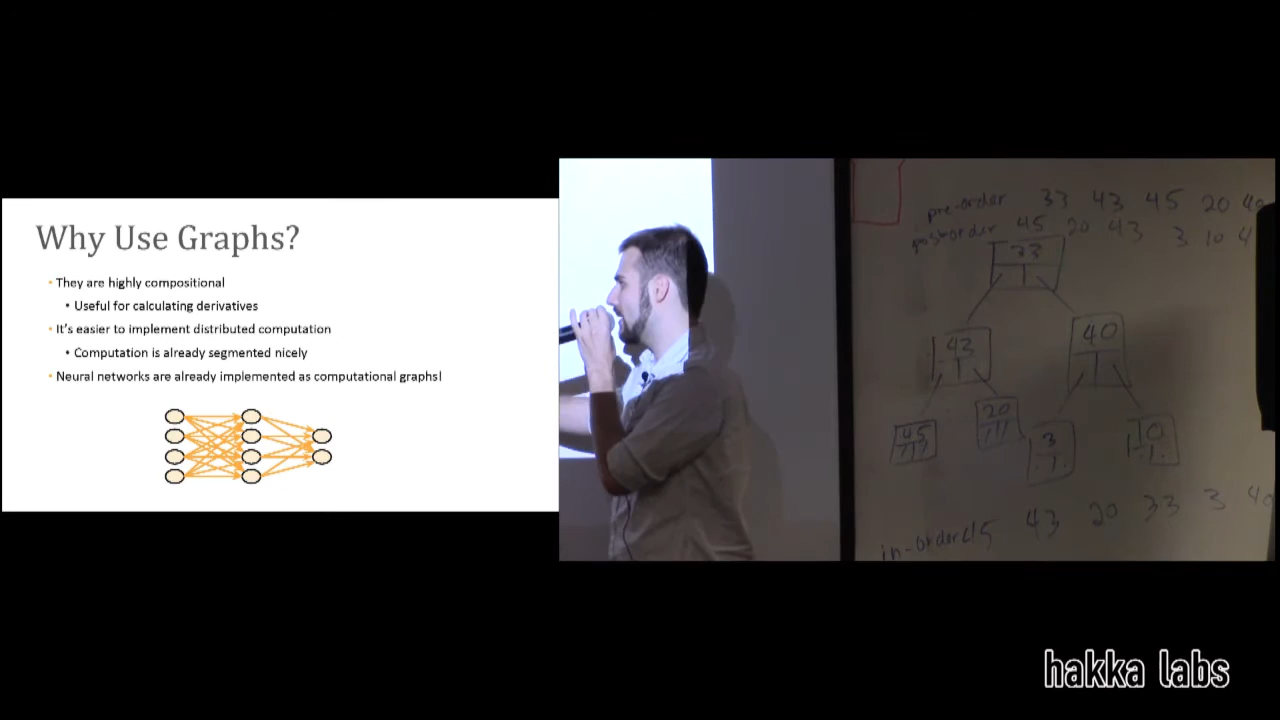 Why Use Graphs?
• They are highly compositional
• Useful for calculating derivatives
• It's easier to implement distributed computation
• Computation is already segmented nicely
• Neural networks are already implemented as computational graphs!
pre-order 33 43 45 20 40
post-order 45 20 43 3 10 4
33
43 40
45 20 3 10
in-order 45 43 20 33 3 40
hakka labs